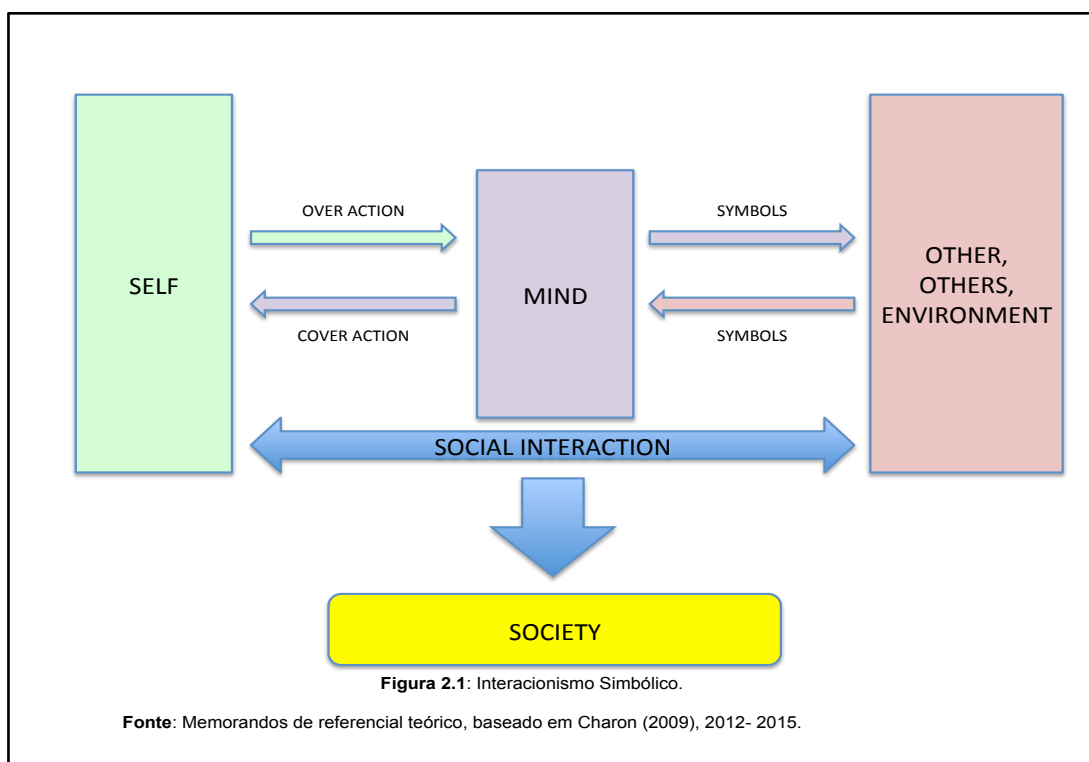 OVER ACTION
SYMBOLS
SELF
MIND
OTHER,
OTHERS,
ENVIRONMENT
COVER ACTION
SYMBOLS
SOCIAL INTERACTION
SOCIETY
Figura 2.1: Interacionismo Simbólico.
Fonte: Memorandos de referencial teórico, baseado em Charon (2009), 2012- 2015.